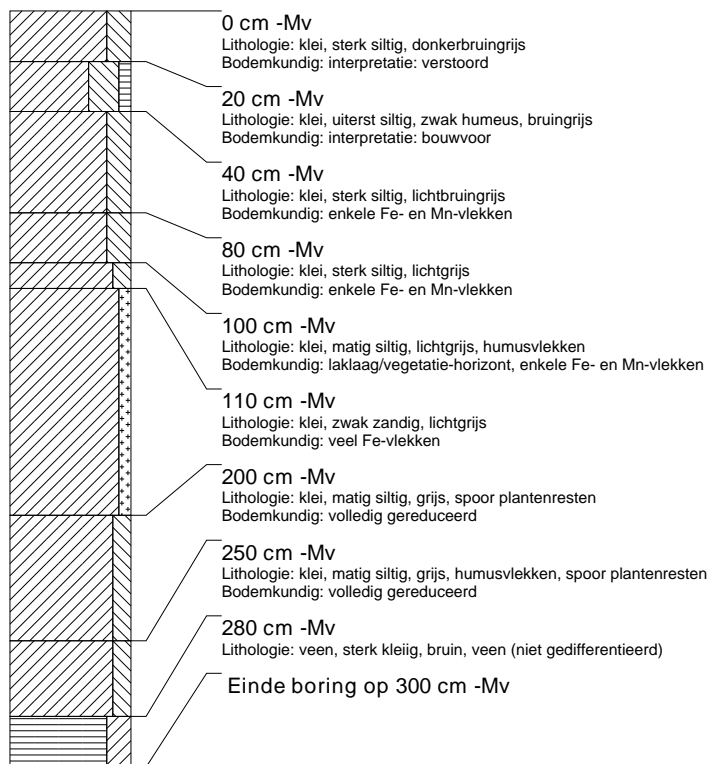 0 cm -Mv
Lithologie: klei, sterk siltig, donkerbruingrijs
Bodemkundig: interpretatie: verstoord
20 cm -Mv
Lithologie: klei, uiterst siltig, zwak humeus, bruingrijs
Bodemkundig: interpretatie: bouwvoor
40 cm -Mv
Lithologie: klei, sterk siltig, lichtbruingrijs
Bodemkundig: enkele Fe- en Mn-vlekken
80 cm -Mv
Lithologie: klei, sterk siltig, lichtgrijs
Bodemkundig: enkele Fe- en Mn-vlekken
100 cm -Mv
Lithologie: klei, matig siltig, lichtgrijs, humusvlekken
Bodemkundig: laklaag/vegetatie-horizont, enkele Fe- en Mn-vlekken
110 cm -Mv
Lithologie: klei, zwak zandig, lichtgrijs
Bodemkundig: veel Fe-vlekken
200 cm -Mv
Lithologie: klei, matig siltig, grijs, spoor plantenresten
Bodemkundig: volledig gereduceerd
250 cm -Mv
Lithologie: klei, matig siltig, grijs, humusvlekken, spoor plantenresten
Bodemkundig: volledig gereduceerd
280 cm -Mv
Lithologie: veen, sterk kleiig, bruin, veen (niet gedifferentieerd)
Einde boring op 300 cm -Mv